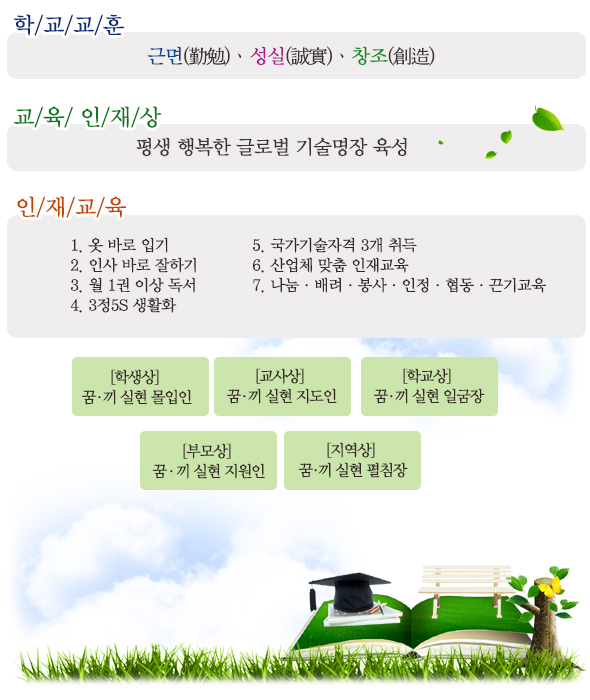 학/교/교/훈
근면(勤勉)、성실(誠實)、창조(創造)
교/육/ 인/재/상
평생 행복한 글로벌 기술명장 육성
인/재/교/육
1. 옷 바로 입기
2. 인사 바로 잘하기
3. 월 1권 이상 독서
4. 3정5S 생활화
5. 국가기술자격 3개 취득
6. 산업체 맞춤 인재교육
7. 나눔 · 배려 · 봉사 · 인정 · 협동 · 끈기교육
[학생상]
꿈·끼 실현 몰입인
[교사상]
꿈·끼 실현 지도인
[학교상]
꿈·끼 실현 일굼장
[부모상]
꿈·끼 실현 지원인
[지역상]
꿈·끼 실현 펼침장